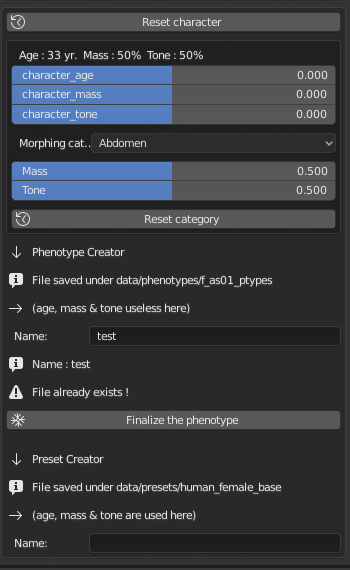 Reset character
Age : 33 yr.  Mass : 50%  Tone : 50%
character_age 0.000
character_mass 0.000
character_tone 0.000
Morphing cat.. Abdomen
Mass 0.500
Tone 0.500
Reset category
Phenotype Creator
File saved under data/phenotypes/f_as01_ptypes
(age, mass & tone useless here)
Name: test
Name : test
File already exists !
Finalize the phenotype
Preset Creator
File saved under data/presets/human_female_base
(age, mass & tone are used here)
Name: